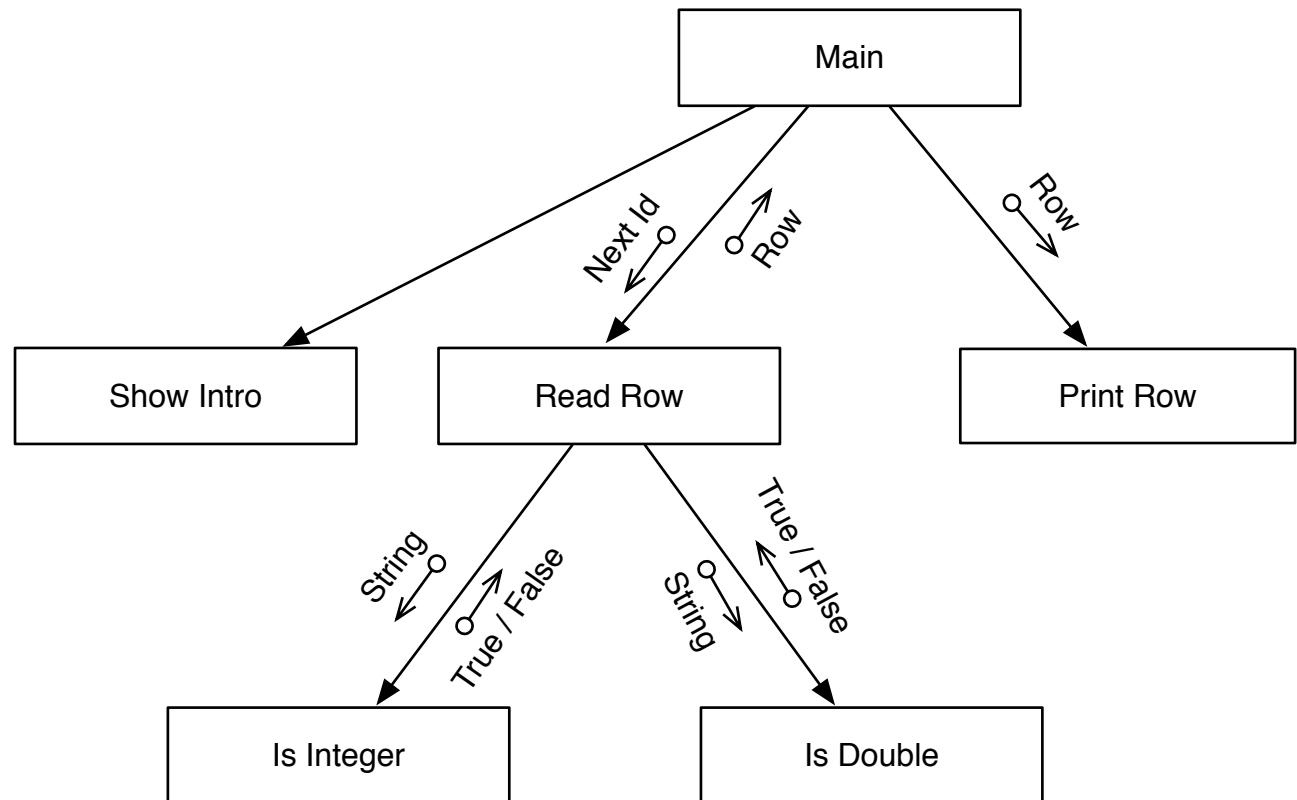 Main
Next Id
Row
Row
Show Intro
Read Row
Print Row
String
True / False
String
True / False
Is Integer
Is Double